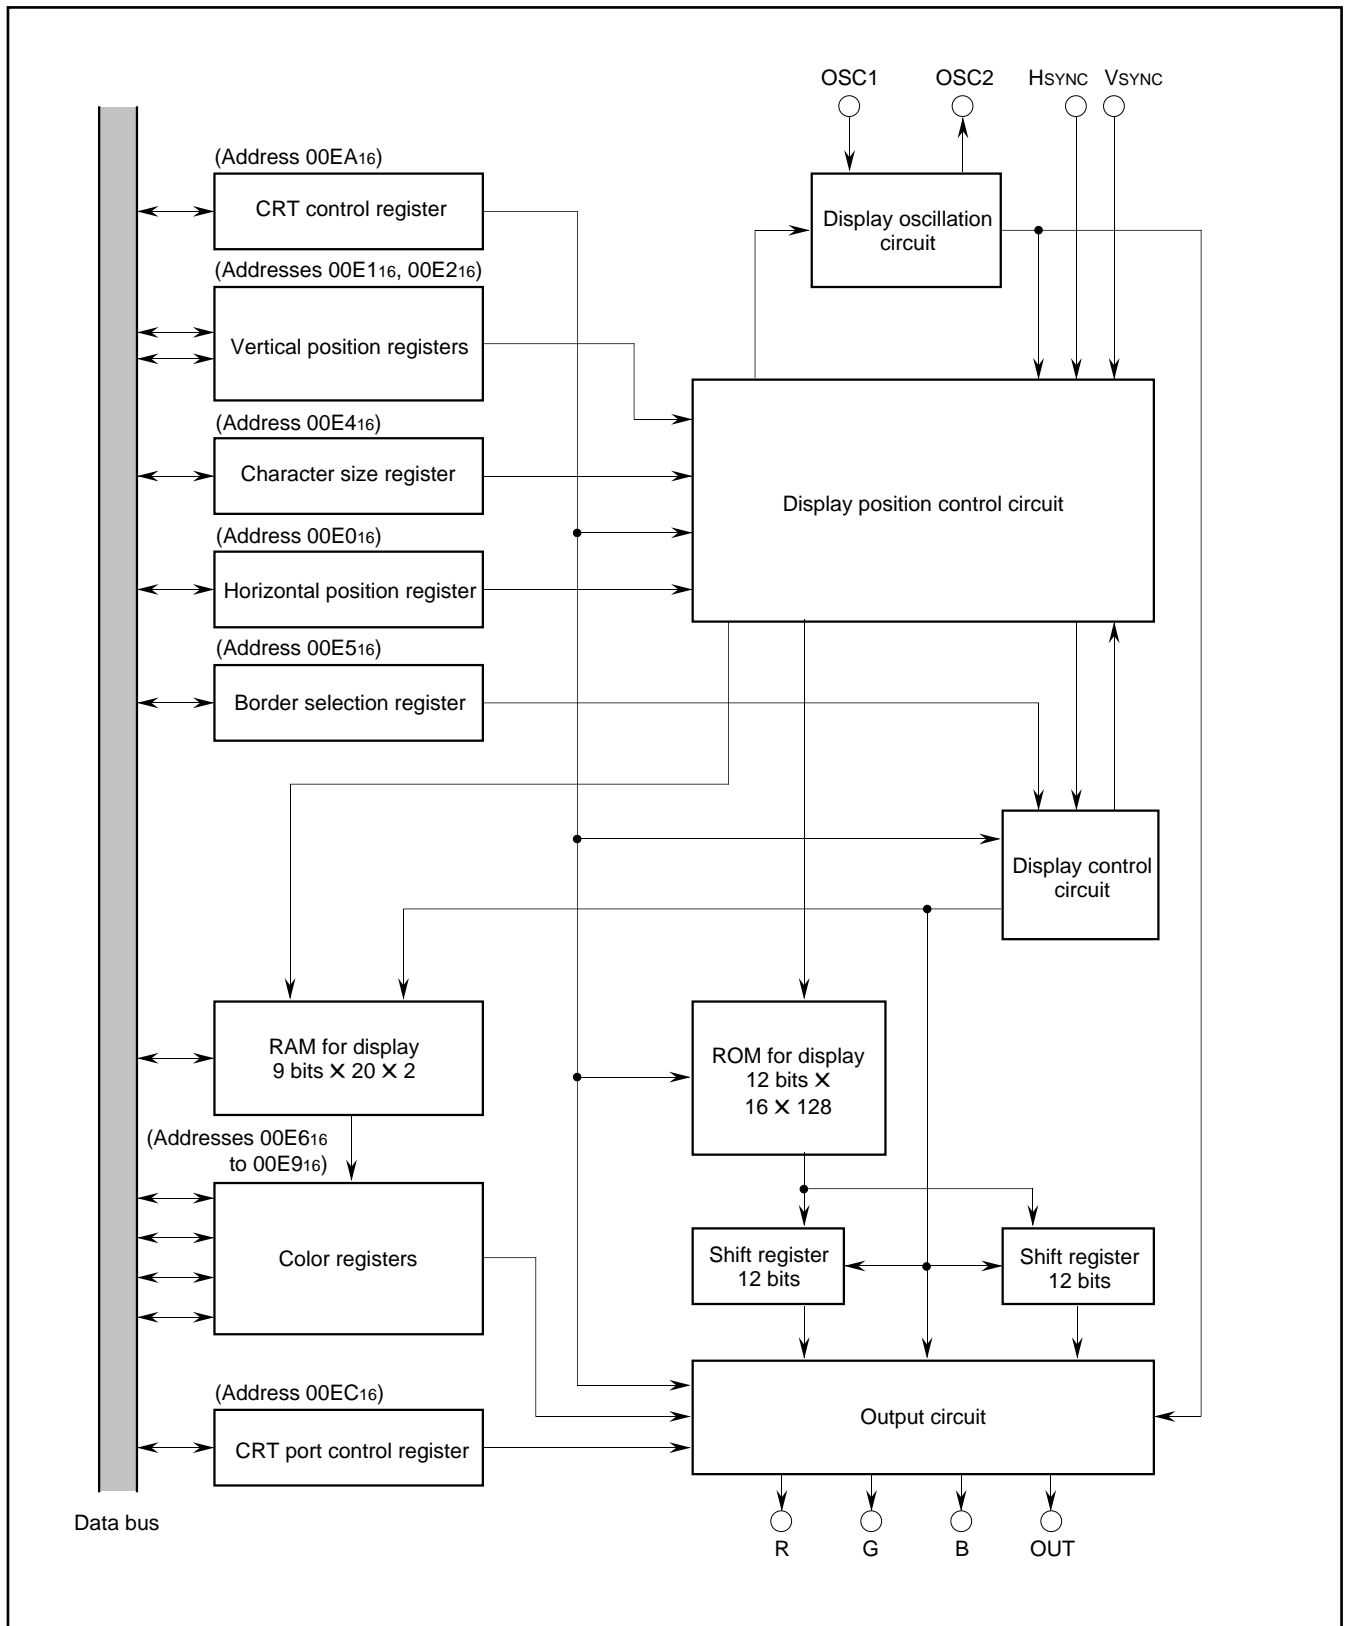 OSC1
OSC2
HSYNC
VSYNC
(Address 00EA16)
CRT control register
Display oscillation
circuit
(Addresses 00E116, 00E216)
Vertical position registers
(Address 00E416)
Character size register
Display position control circuit
(Address 00E016)
Horizontal position register
(Address 00E516)
Border selection register
Display control
circuit
RAM for display
9 bits × 20 × 2
ROM for display
12 bits ×
16 × 128
(Addresses 00E616
to 00E916)
Color registers
Shift register
12 bits
Shift register
12 bits
(Address 00EC16)
CRT port control register
Output circuit
Data bus
R
G
B
OUT